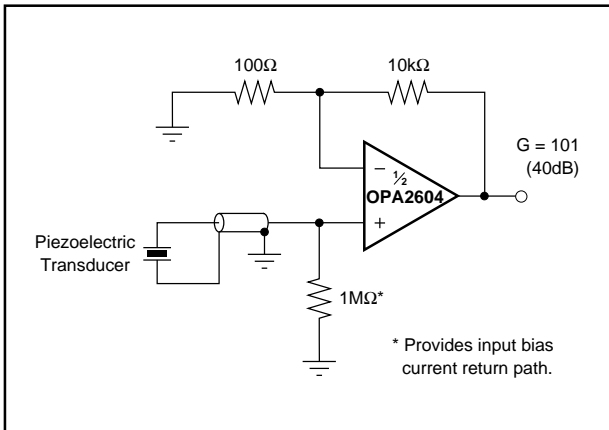 100Ω
10kΩ
G = 101
(40dB)
–
½
OPA2604
+
Piezoelectric
Transducer
1MΩ*
* Provides input bias
current return path.